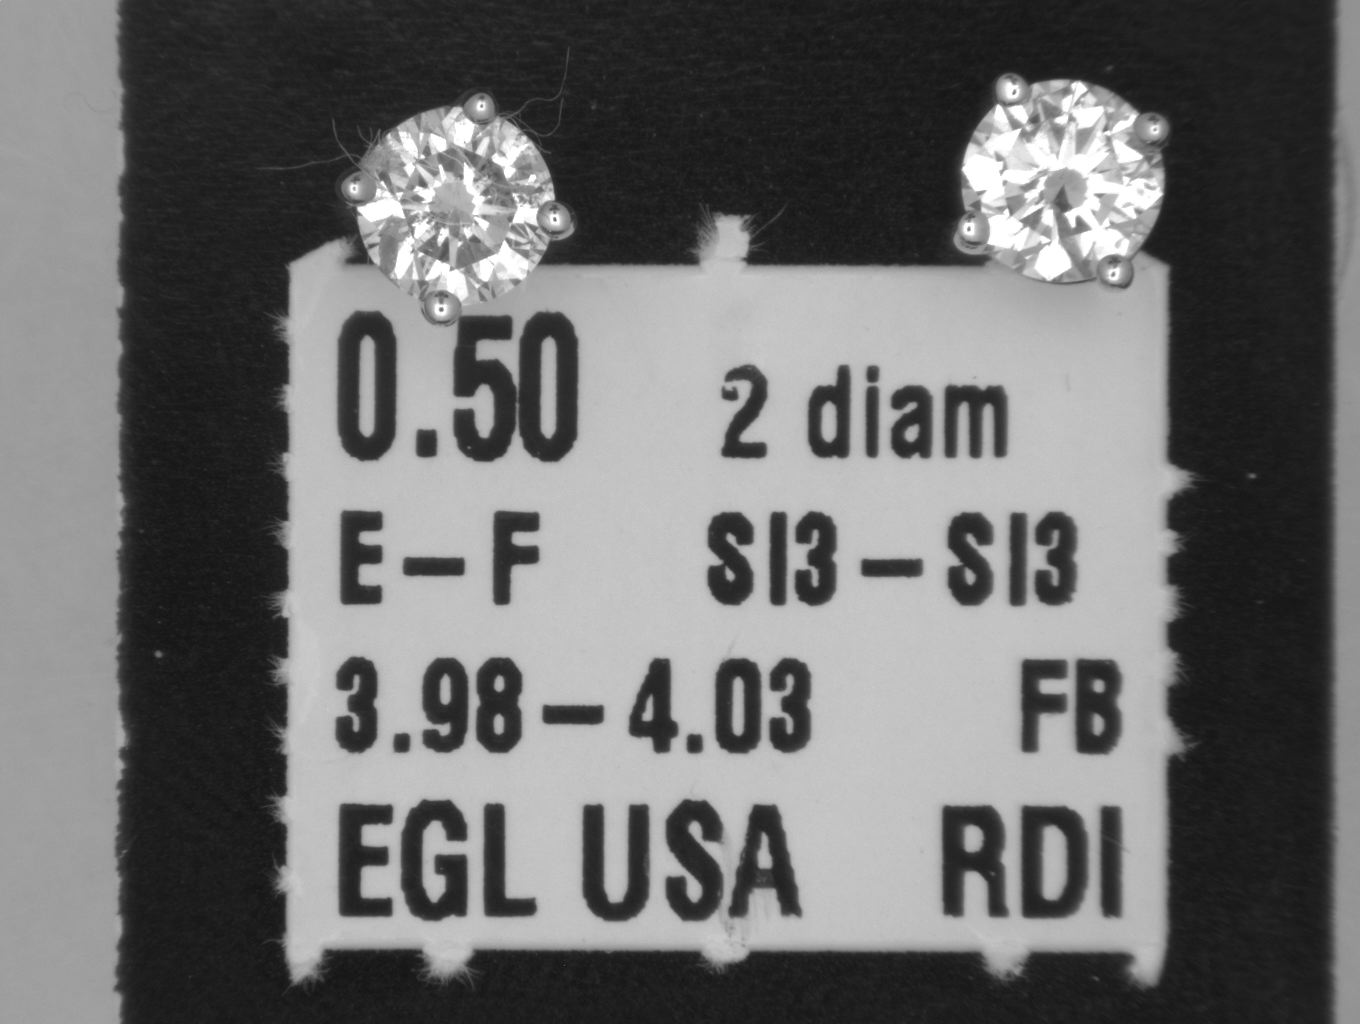 0.50 2 diam
E-F SI3-SI3
3.98-4.03 FB
EGL USA RDI